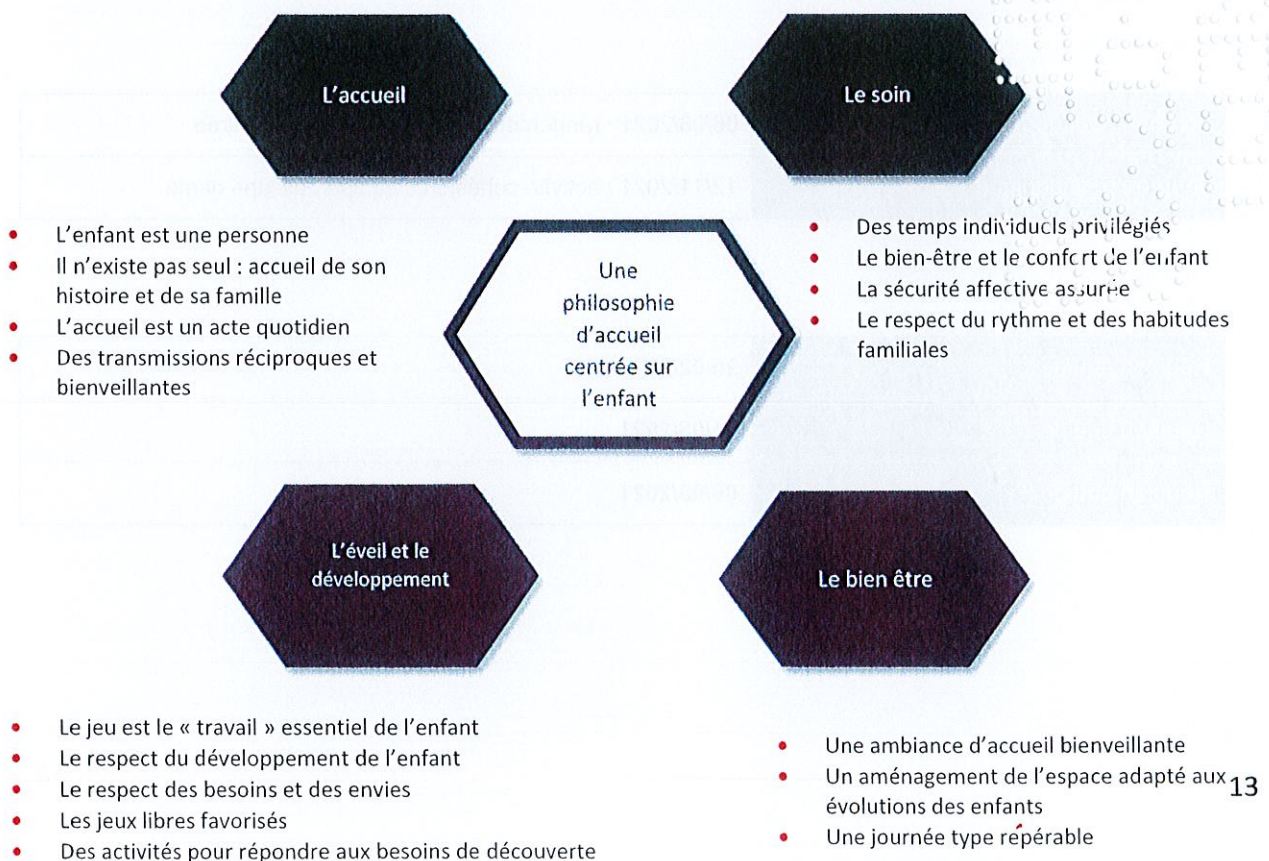 L'accueil
Le soin
L'enfant est une personne
Il n'existe pas seul : accueil de son
histoire et de sa famille
L'accueil est un acte quotidien
Des transmissions réciproques et
bienveillantes
Une
philosophie
d'accueil
centrée sur
l'enfant
Des temps individuels privilégiés
Le bien-être et le confort de l'enfant
La sécurité affective assurée
Le respect du rythme et des habitudes
familiales
L'éveil et le
développement
Le bien être
Le jeu est le « travail » essentiel de l'enfant
Le respect du développement de l'enfant
Le respect des besoins et des envies
Les jeux libres favorisés
Des activités pour répondre aux besoins de découverte
Une ambiance d'accueil bienveillante
Un aménagement de l'espace adapté aux
évolutions des enfants
Une journée type repérable
13